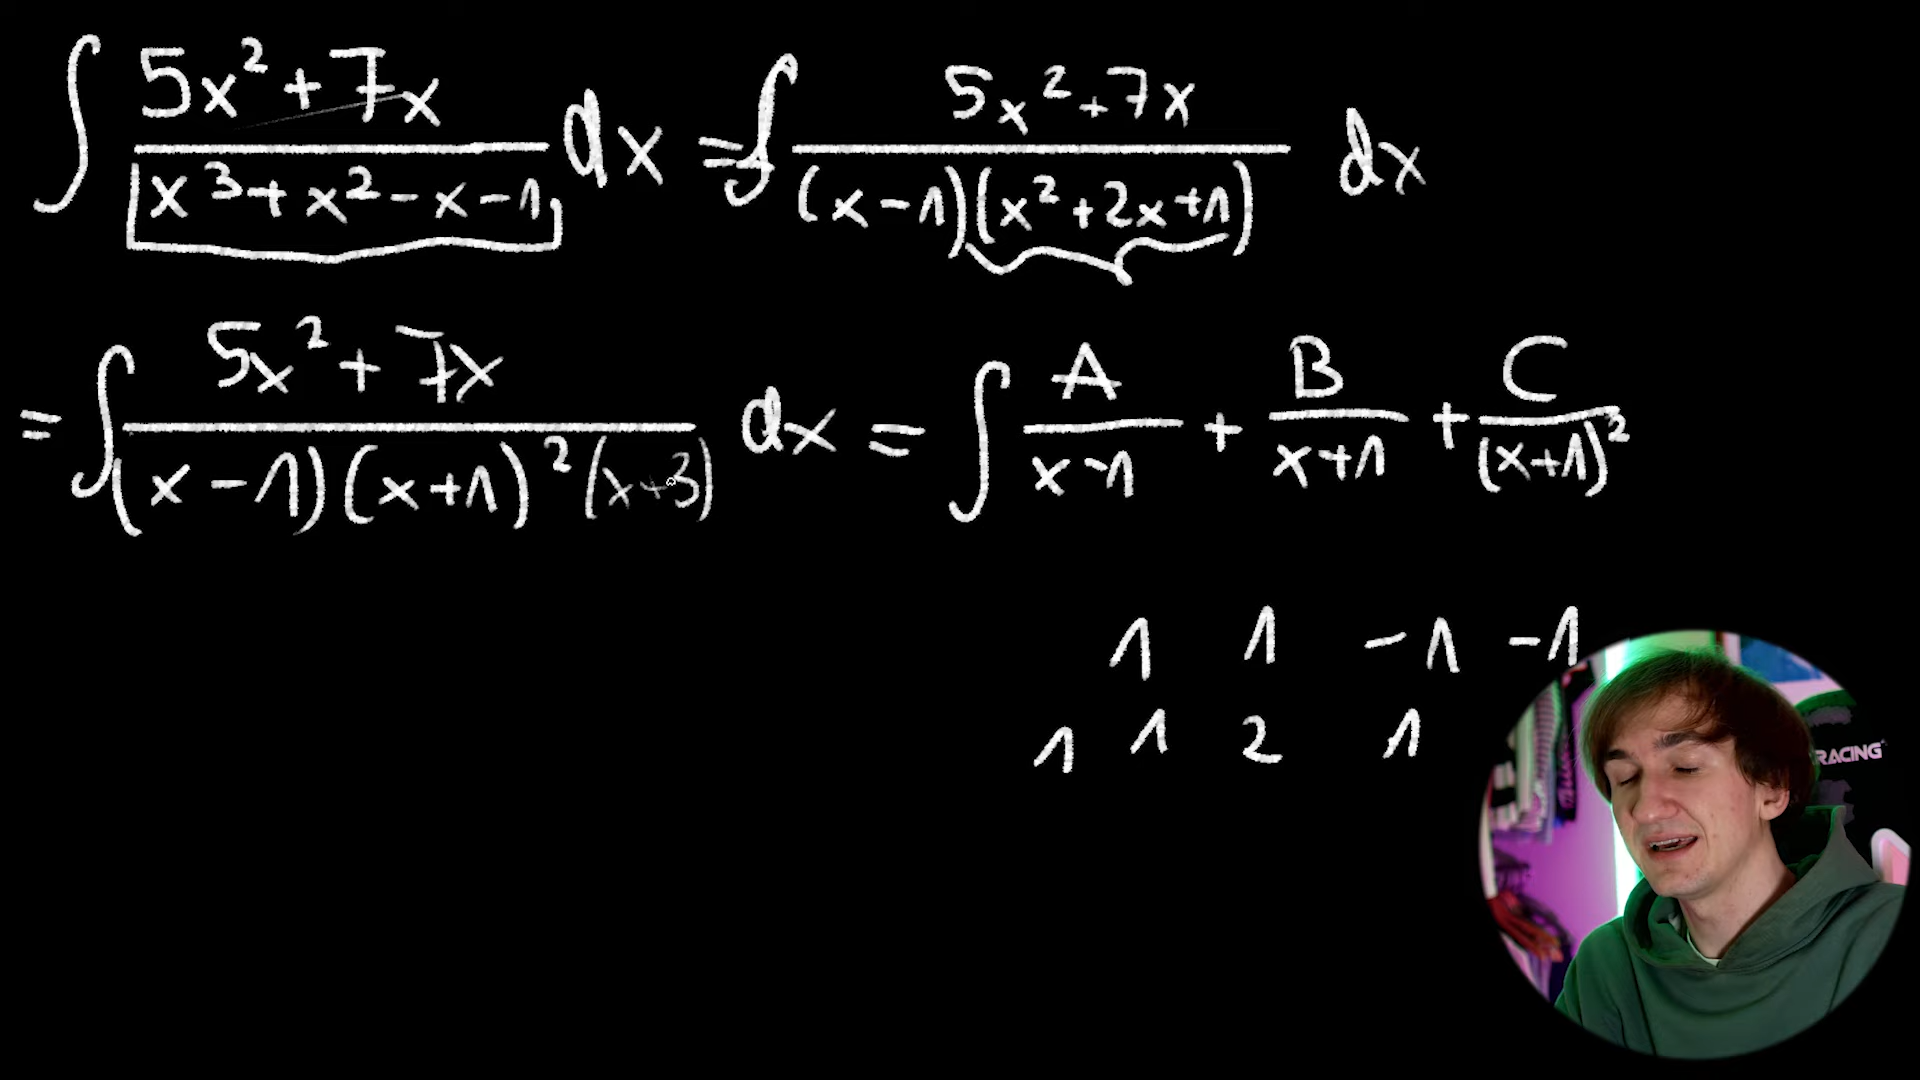 ∫ (5x² + 7x)/(x³ + x² - x - 1) dx = ∫ (5x² + 7x)/((x - 1)(x² + 2x + 1)) dx
= ∫ (5x² + 7x)/((x - 1)(x + 1)²(x + 3)) dx = ∫ A/(x - 1) + B/(x + 1) + C/(x + 1)²
1 1 -1 -1
1 1 2 1
RACING